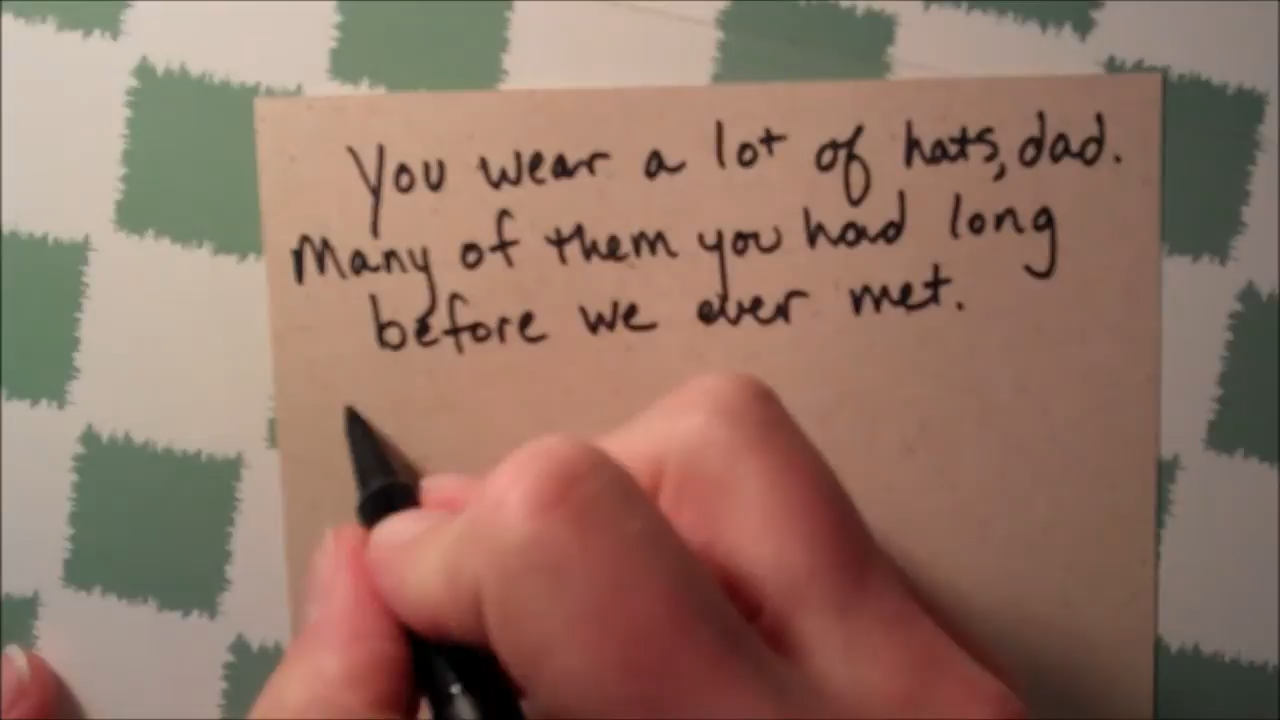 You wear a lot of hats, dad.
Many of them you had long
before we ever met.